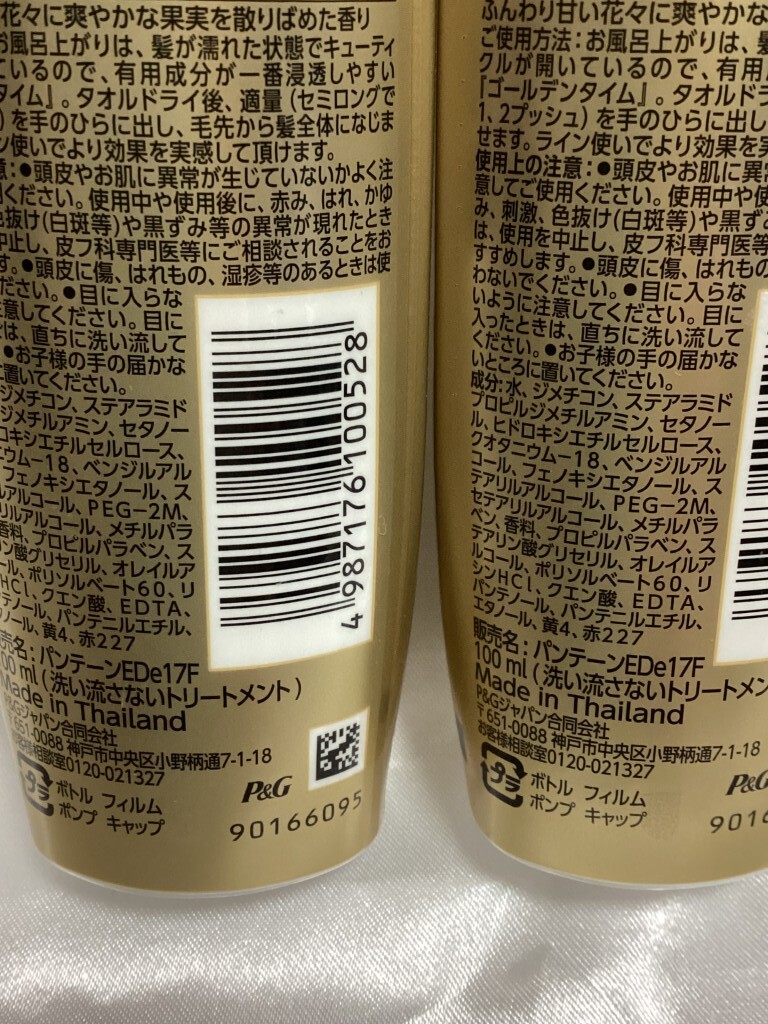 花々に爽やかな果実を散りばめた香り
お風呂上がりは、髪が濡れた状態でキューティ
ているので、有用成分が一番浸透しやすい
タイム』。タオルドライ後、適量(セミロングで
)を手のひらに出し、毛先から髪全体になじま
ン使いでより効果を実感して頂けます。
意:●頭皮やお肌に異常が生じていないかよく注
用ください。使用中や使用後に、赤み、はれ、かゆ
色抜け(白斑等)や黒ずみ等の異常が現れたとき
中止し、皮フ科専門医等にご相談されることをお
す。●頭皮に傷、はれもの、湿疹等のあるときは使
ださい。●目に入らな
意してください。目に
は、直ちに洗い流して
●お子様の手の届かな
に置いてください。
ジメチコン、ステアラミド
ジメチルアミン、セタノー
ロキシエチルセルロース、
ニウム-18、ベンジルアル
フェノキシエタノール、ス
ルアルコール、PEG-2M、
リルアルコール、メチルパラ
香料、プロピルパラベン、ス
ン酸グリセリル、オレイルア
ール、ポリソルベート60、リ
HCl、クエン酸、EDTA、
テノール、パンテニルエチル、
ノール、黄4、赤227
売名:パンテーンEDe17F
100 ml(洗い流さないトリートメント)
Made in Thailand
P&Gジャパン合同会社
〒651-0088 神戸市中央区小野柄通7-1-18
お客様相談室0120-021327
プラ
ボトル フィルム
ポンプ キャップ
P&G
90166095
4 987176 100528
ふんわり甘い花々に爽やかな
ご使用方法:お風呂上がりは、髪
クルが開いているので、有用
『ゴールデンタイム』。タオルドラ
1、2プッシュ)を手のひらに出し
せます。ライン使いでより効果を実
使用上の注意:●頭皮やお肌に異常
意してご使用ください。使用中や使
み、刺激、色抜け(白斑等)や黒ずみ
は、使用を中止し、皮フ科専門医等
すすめします。●頭皮に傷、はれもの
わないでください。●目に入らな
いように注意してください。目に
入ったときは、直ちに洗い流して
ください。●お子様の手の届かな
いところに置いてください。
成分:水、ジメチコン、ステアラミド
プロピルジメチルアミン、セタノー
ル、ヒドロキシエチルセルロース、
クオタニウム-18、ベンジルアル
コール、フェノキシエタノール、ス
テアリルアルコール、PEG-2M、
セテアリルアルコール、メチルパラ
ベン、香料、プロピルパラベン、ス
テアリン酸グリセリル、オレイルア
ルコール、ポリソルベート60、リ
シンHCl、クエン酸、EDTA、
パンテノール、パンテニルエチル、
エタノール、黄4、赤227
販売名:パンテーンEDe17F
100 ml(洗い流さないトリートメン
Made in Thailand
P&Gジャパン合同会社
〒651-0088 神戸市中央区小野柄通7-1-18
お客様相談室0120-021327
プラ
ボトル フィルム
ポンプ キャップ
P&G
9016